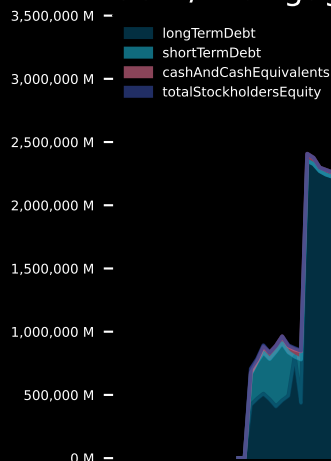 3,500,000 M
longTermDebt
shortTermDebt
3,000,000 M
cashAndCashEquivalents
totalStockholdersEquity
2,500,000 M
2,000,000 M
1,500,000 M
1,000,000 M
500,000 M
0 M